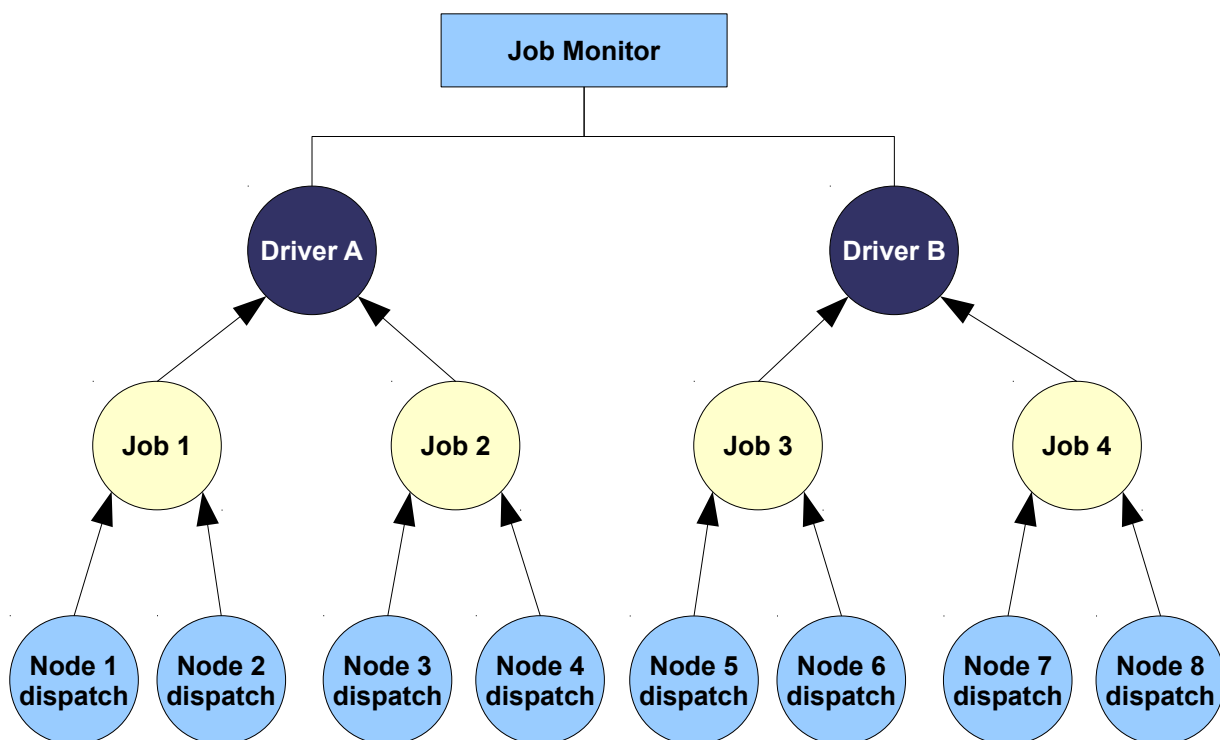 Job Monitor
Driver A
Driver B
Job 1
Job 2
Job 3
Job 4
Node 1
dispatch
Node 2
dispatch
Node 3
dispatch
Node 4
dispatch
Node 5
dispatch
Node 6
dispatch
Node 7
dispatch
Node 8
dispatch